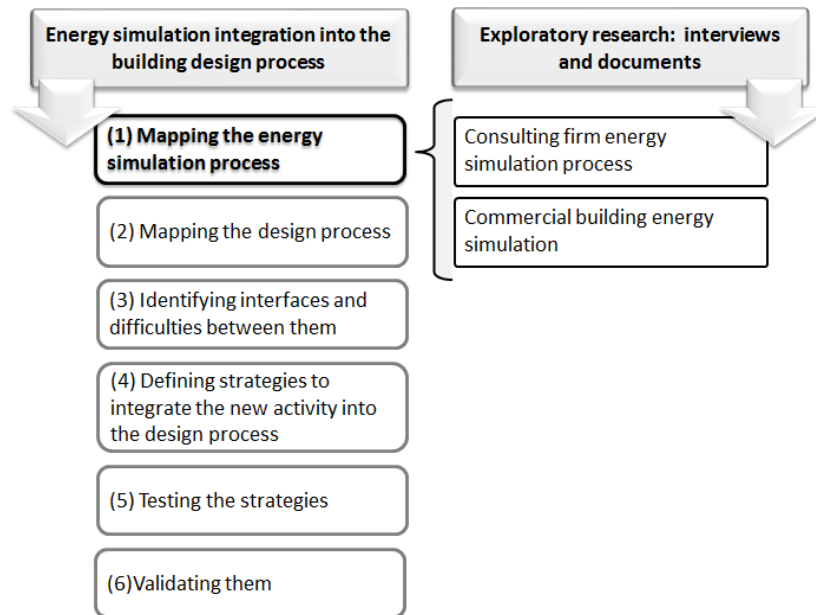 Energy simulation integration into the
building design process
(1) Mapping the energy
simulation process
(2) Mapping the design process
(3) Identifying interfaces and
difficulties between them
(4) Defining strategies to
integrate the new activity into
the design process
(5) Testing the strategies
(6)Validating them
Exploratory research: interviews
and documents
Consulting firm energy
simulation process
Commercial building energy
simulation